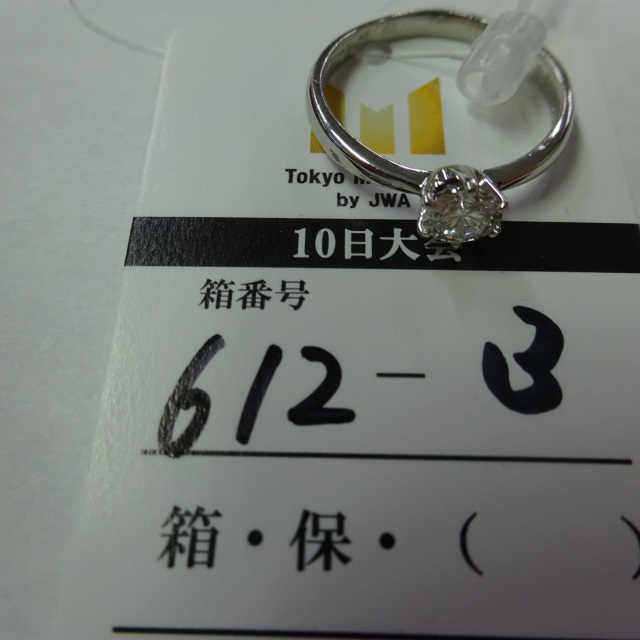 Tokyo M
by JWA
10日大会
箱番号
612-13
箱・保・( )